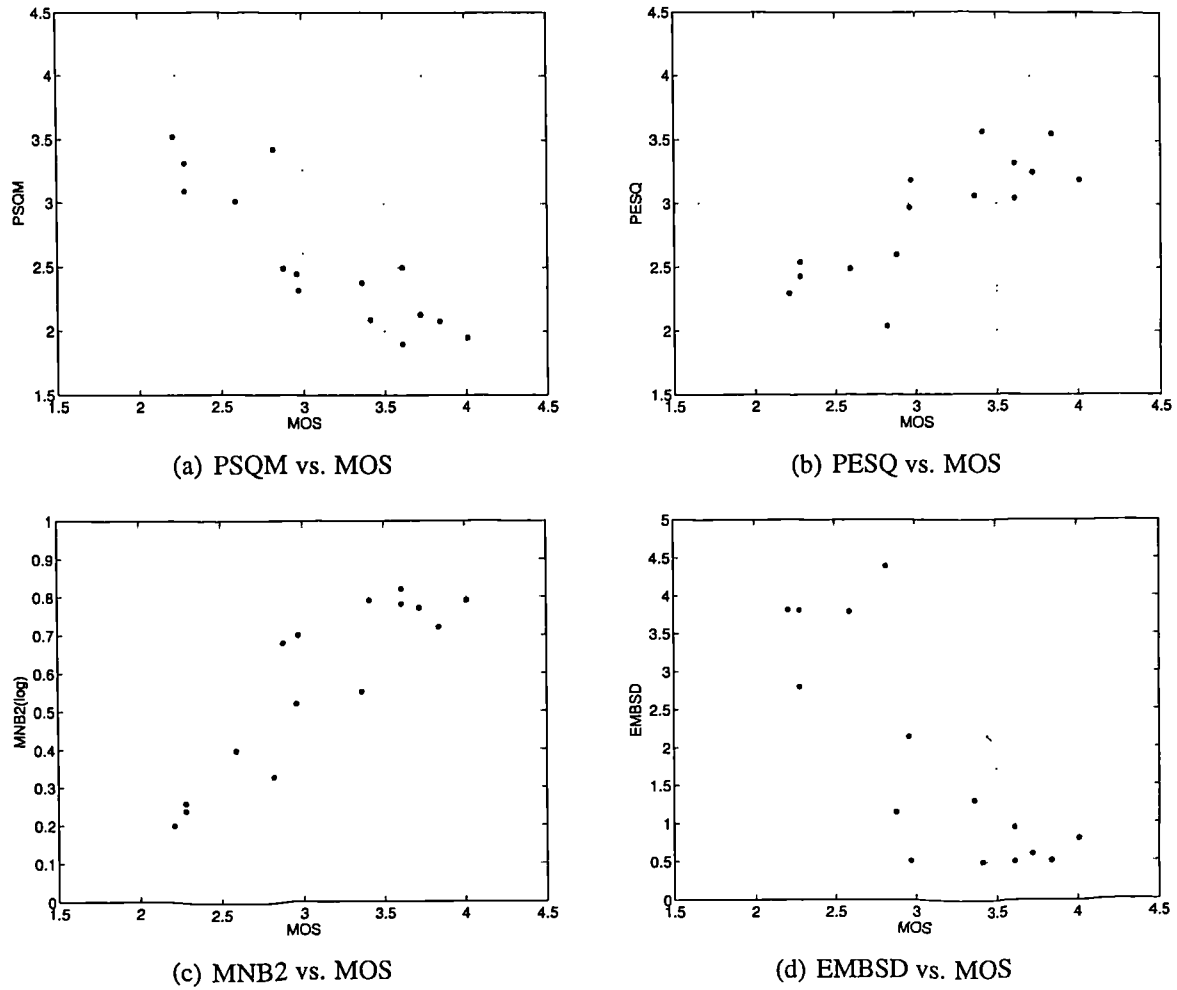 4.5
4
3.5
3
2.5
2
1.5
PSQM
1.5 2 2.5 3 3.5 4 4.5
MOS
(a) PSQM vs. MOS
4.5
4
3.5
3
2.5
2
1.5
PESQ
1.5 2 2.5 3 3.5 4 4.5
MOS
(b) PESQ vs. MOS
1
0.9
0.8
0.7
0.6
0.5
0.4
0.3
0.2
0.1
0
MNB2(log)
1.5 2 2.5 3 3.5 4 4.5
MOS
(c) MNB2 vs. MOS
5
4.5
4
3.5
3
2.5
2
1.5
1
0.5
0
EMBSD
1.5 2 2.5 3 3.5 4 4.5
MOS
(d) EMBSD vs. MOS